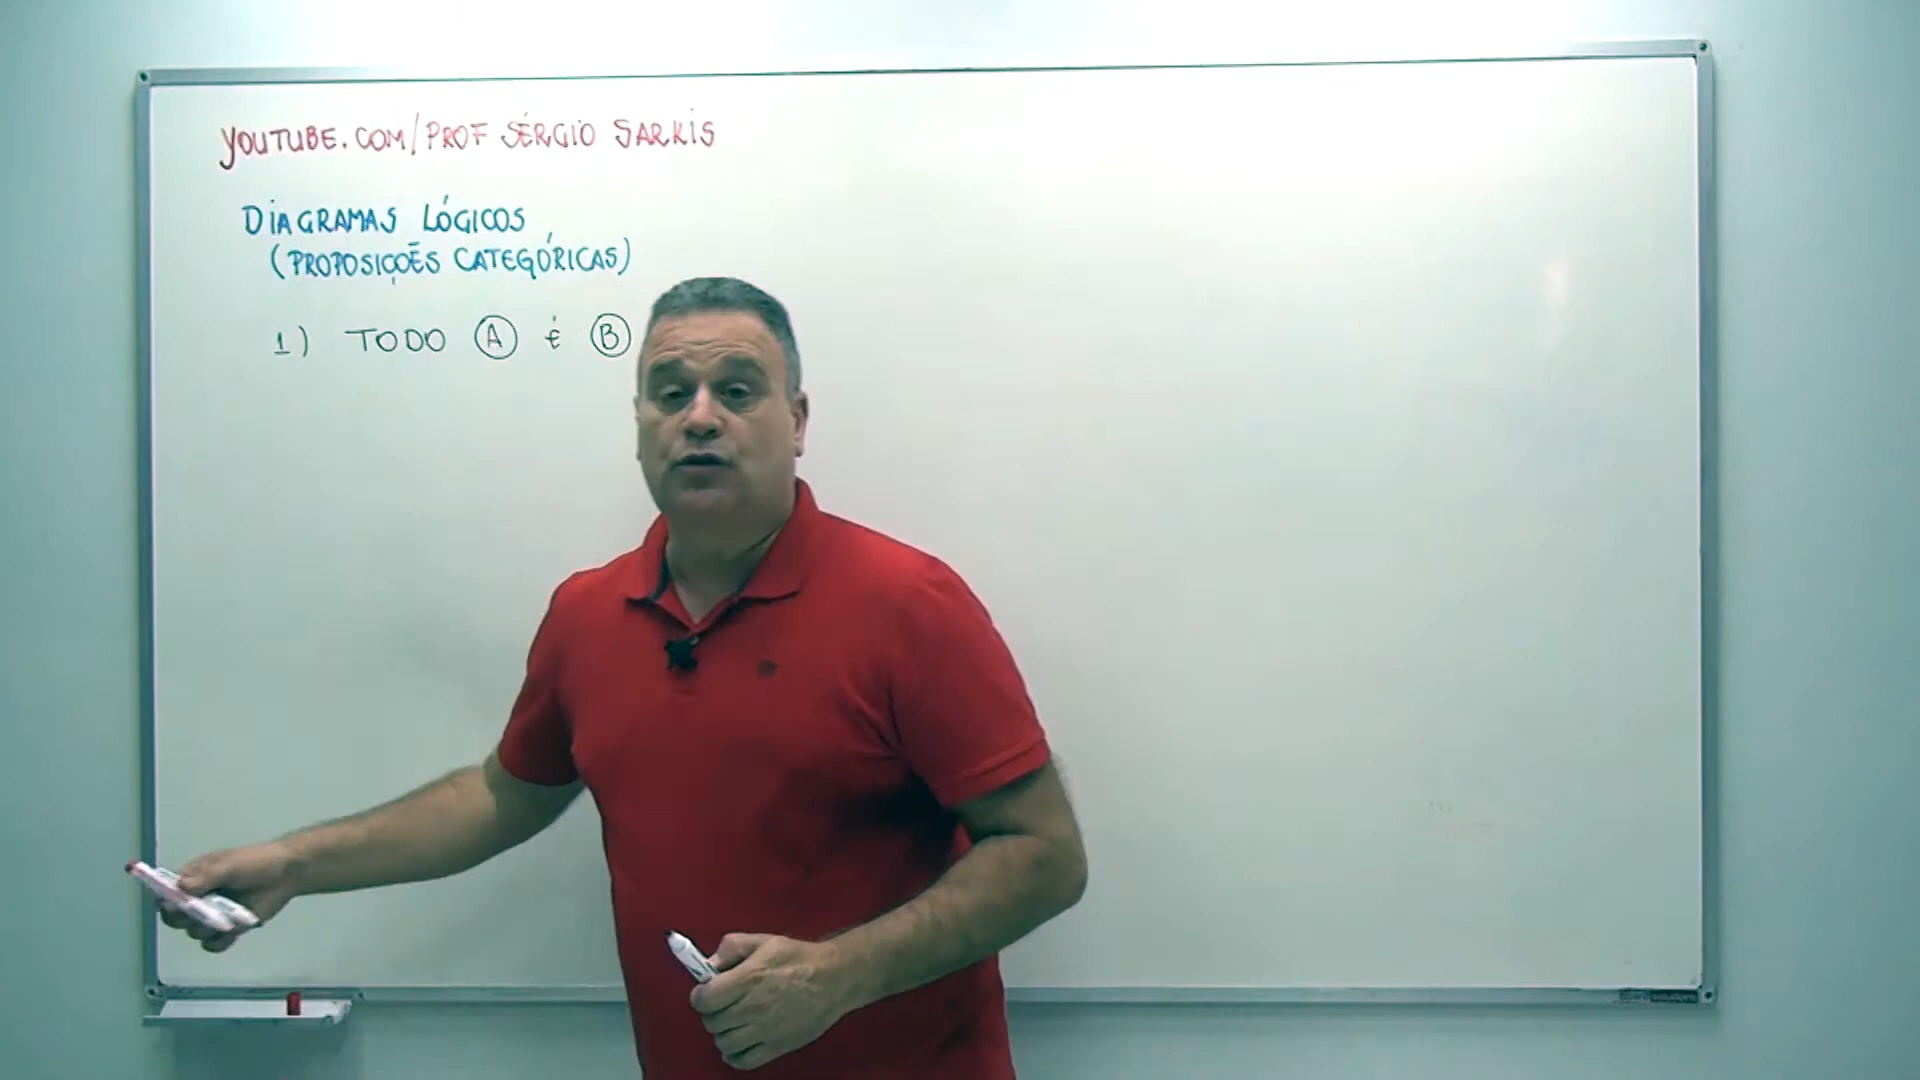 YOUTUBE.COM/PROF SÉRGIO SARKIS
DIAGRAMAS LÓGICOS
(PROPOSIÇÕES CATEGÓRICAS)
1) TODO A É B